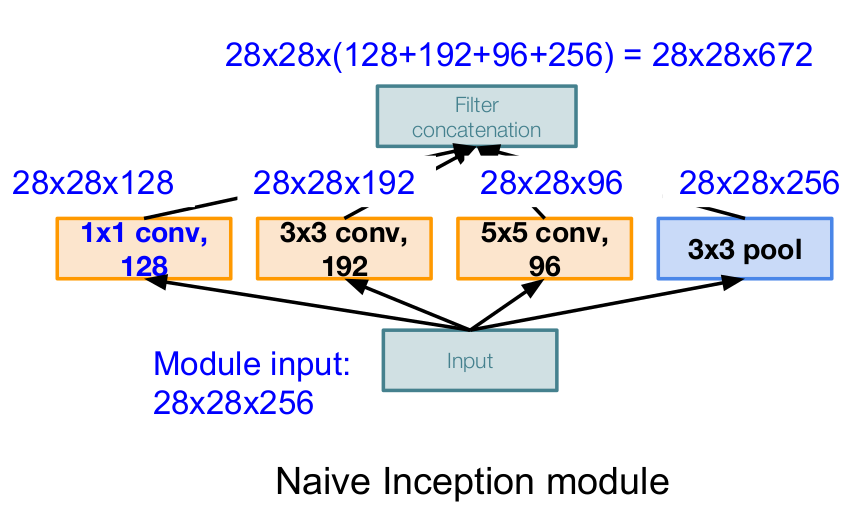 28x28x(128+192+96+256) = 28x28x672
Filter
concatenation
28x28x128
28x28x192
28x28x96
28x28x256
1x1 conv,
128
3x3 conv,
192
5x5 conv,
96
3x3 pool
Input
Module input:
28x28x256
Naive Inception module